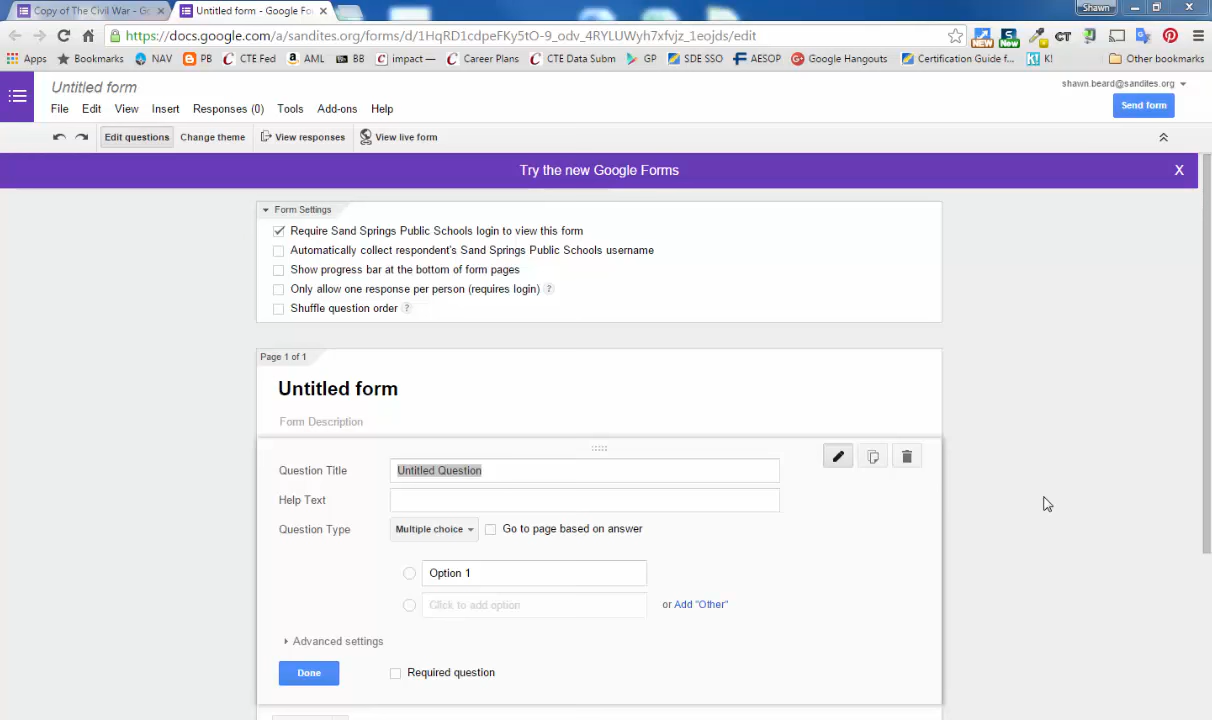 Copy of The Civil War - Ge ×
Untitled form - Google Fo ×
Shawn
https://docs.google.com/a/sandites.org/forms/d/1HqRD1cdpeFKy5tO-9_odv_4RYLUWyh7xfvjz_1eojds/edit
NEW
New
GT
Apps Bookmarks NAV PB CTE Fed AML BB impact — Career Plans CTE Data Subm GP SDE SSO AESOP Google Hangouts Certification Guide f... K! Other bookmarks
Untitled form
shawn.beard@sandites.org
File Edit View Insert Responses (0) Tools Add-ons Help
Send form
Edit questions Change theme View responses View live form
Try the new Google Forms X
Form Settings
Require Sand Springs Public Schools login to view this form
Automatically collect respondent's Sand Springs Public Schools username
Show progress bar at the bottom of form pages
Only allow one response per person (requires login) ?
Shuffle question order ?
Page 1 of 1
Untitled form
Form Description
Question Title Untitled Question
Help Text
Question Type Multiple choice Go to page based on answer
Option 1
Click to add option or Add "Other"
Advanced settings
Done Required question